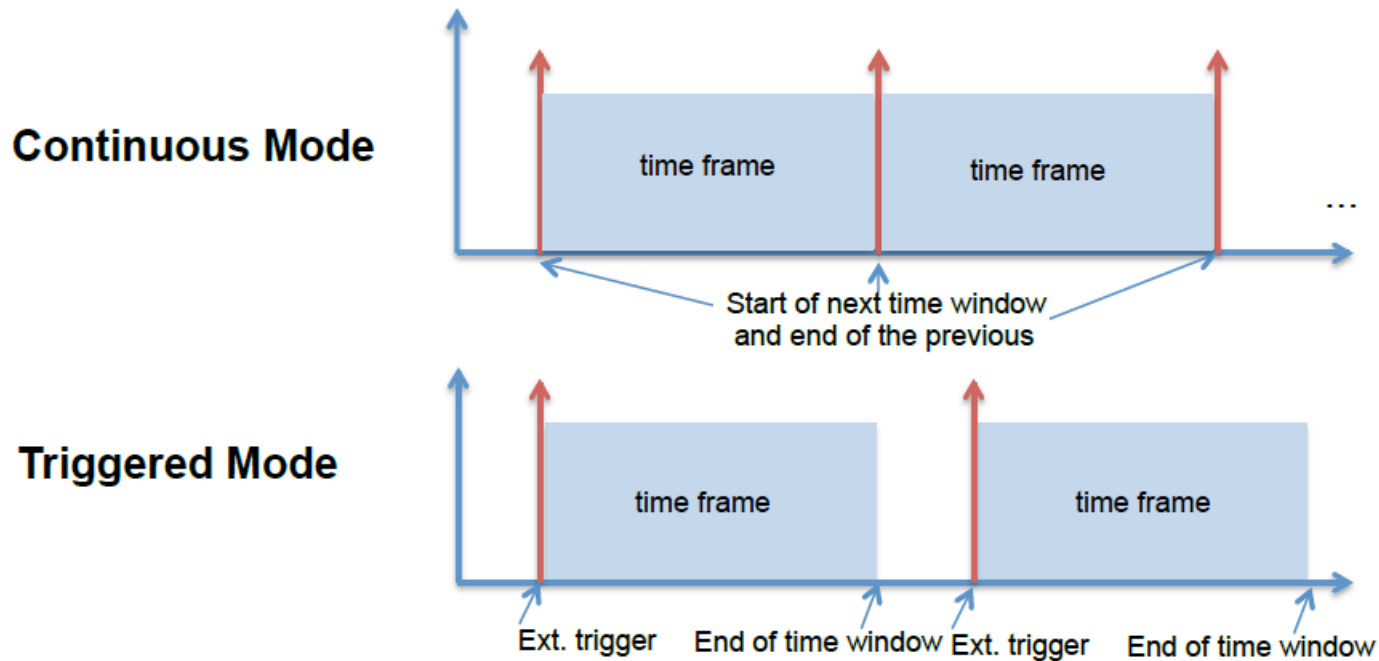 Continuous Mode
time frame
time frame
...
Start of next time window
and end of the previous
Triggered Mode
time frame
time frame
Ext. trigger
End of time window
Ext. trigger
End of time window